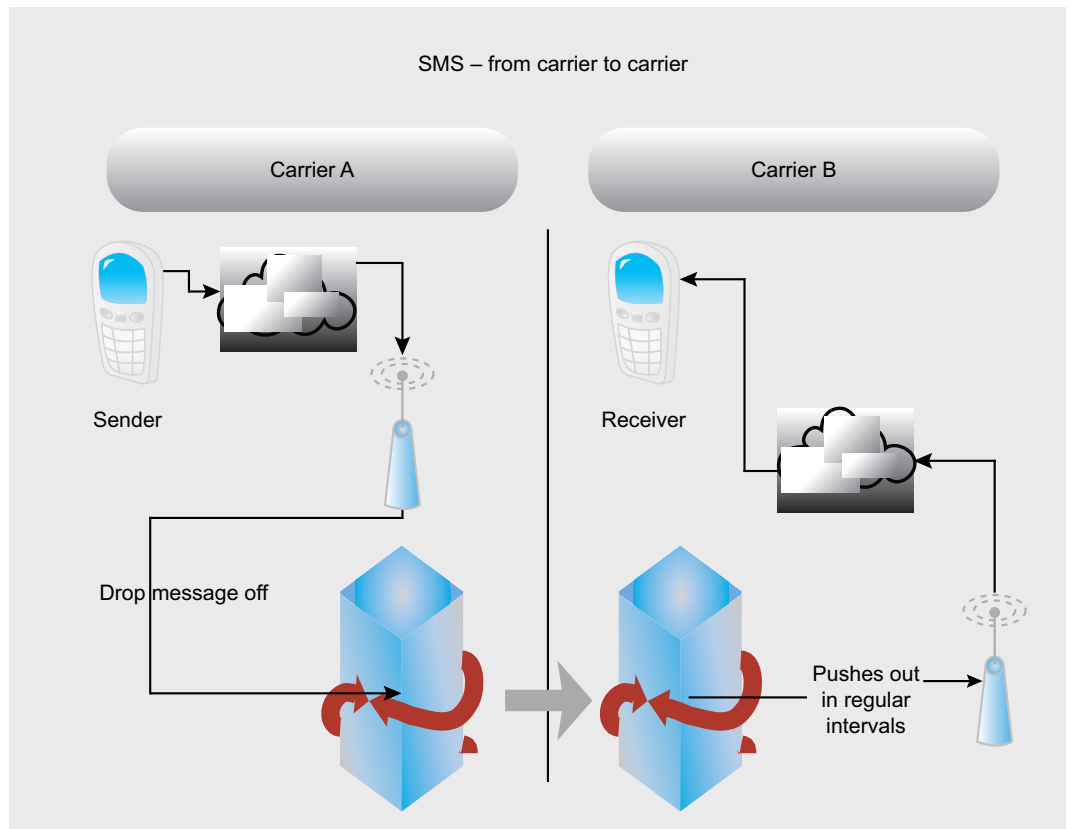 SMS – from carrier to carrier
Carrier A
Carrier B
Sender
Receiver
Drop message off
Pushes out
in regular
intervals